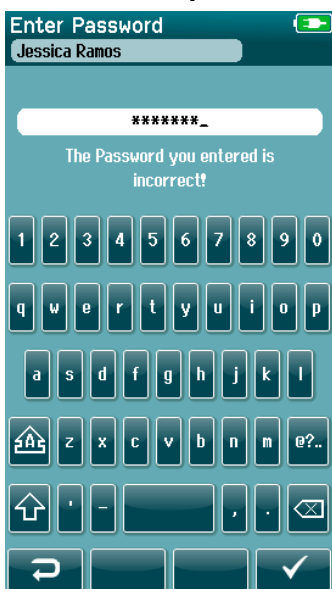 Enter Password
Jessica Ramos
*******_
The Password you entered is
incorrect!
1 2 3 4 5 6 7 8 9 0
q w e r t y u i o p
a s d f g h j k l
A z x c v b n m @?..
' - , .